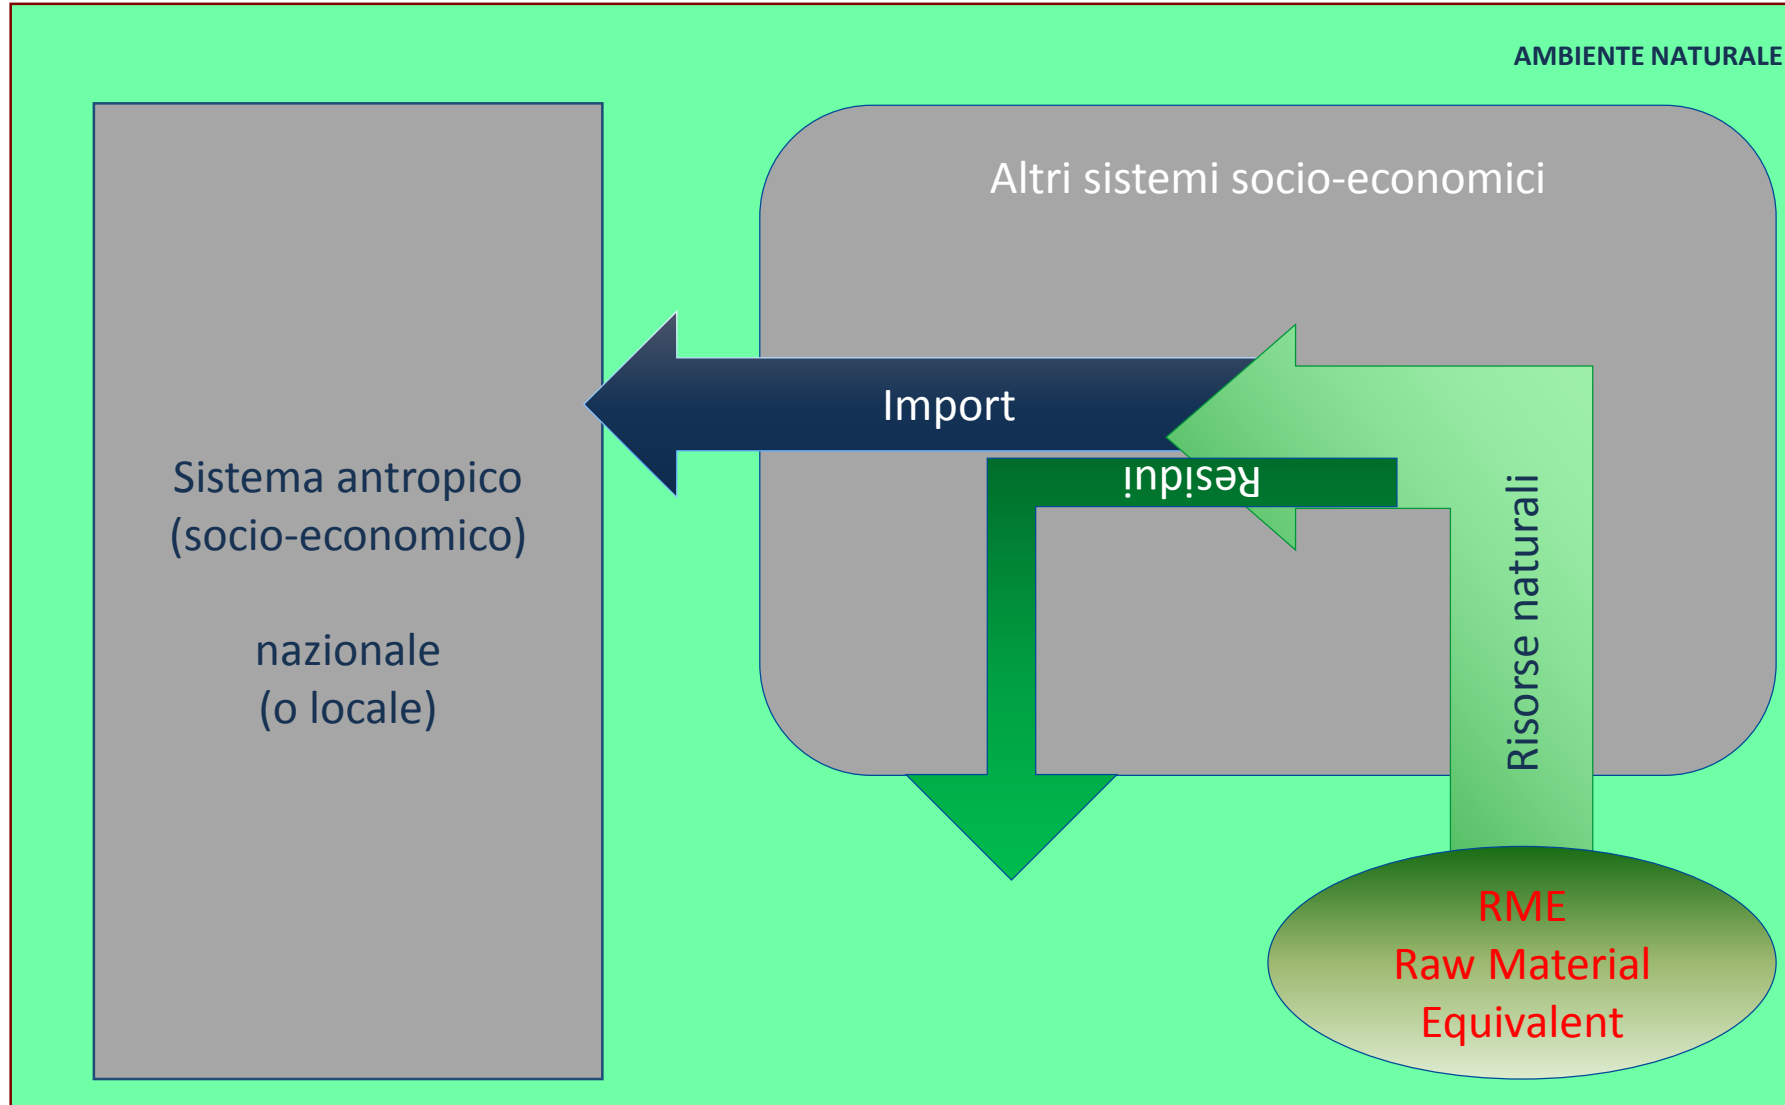 AMBIENTE NATURALE
Altri sistemi socio-economici
Import
Residui
Sistema antropico
(socio-economico)
nazionale
(o locale)
Risorse naturali
RME
Raw Material
Equivalent